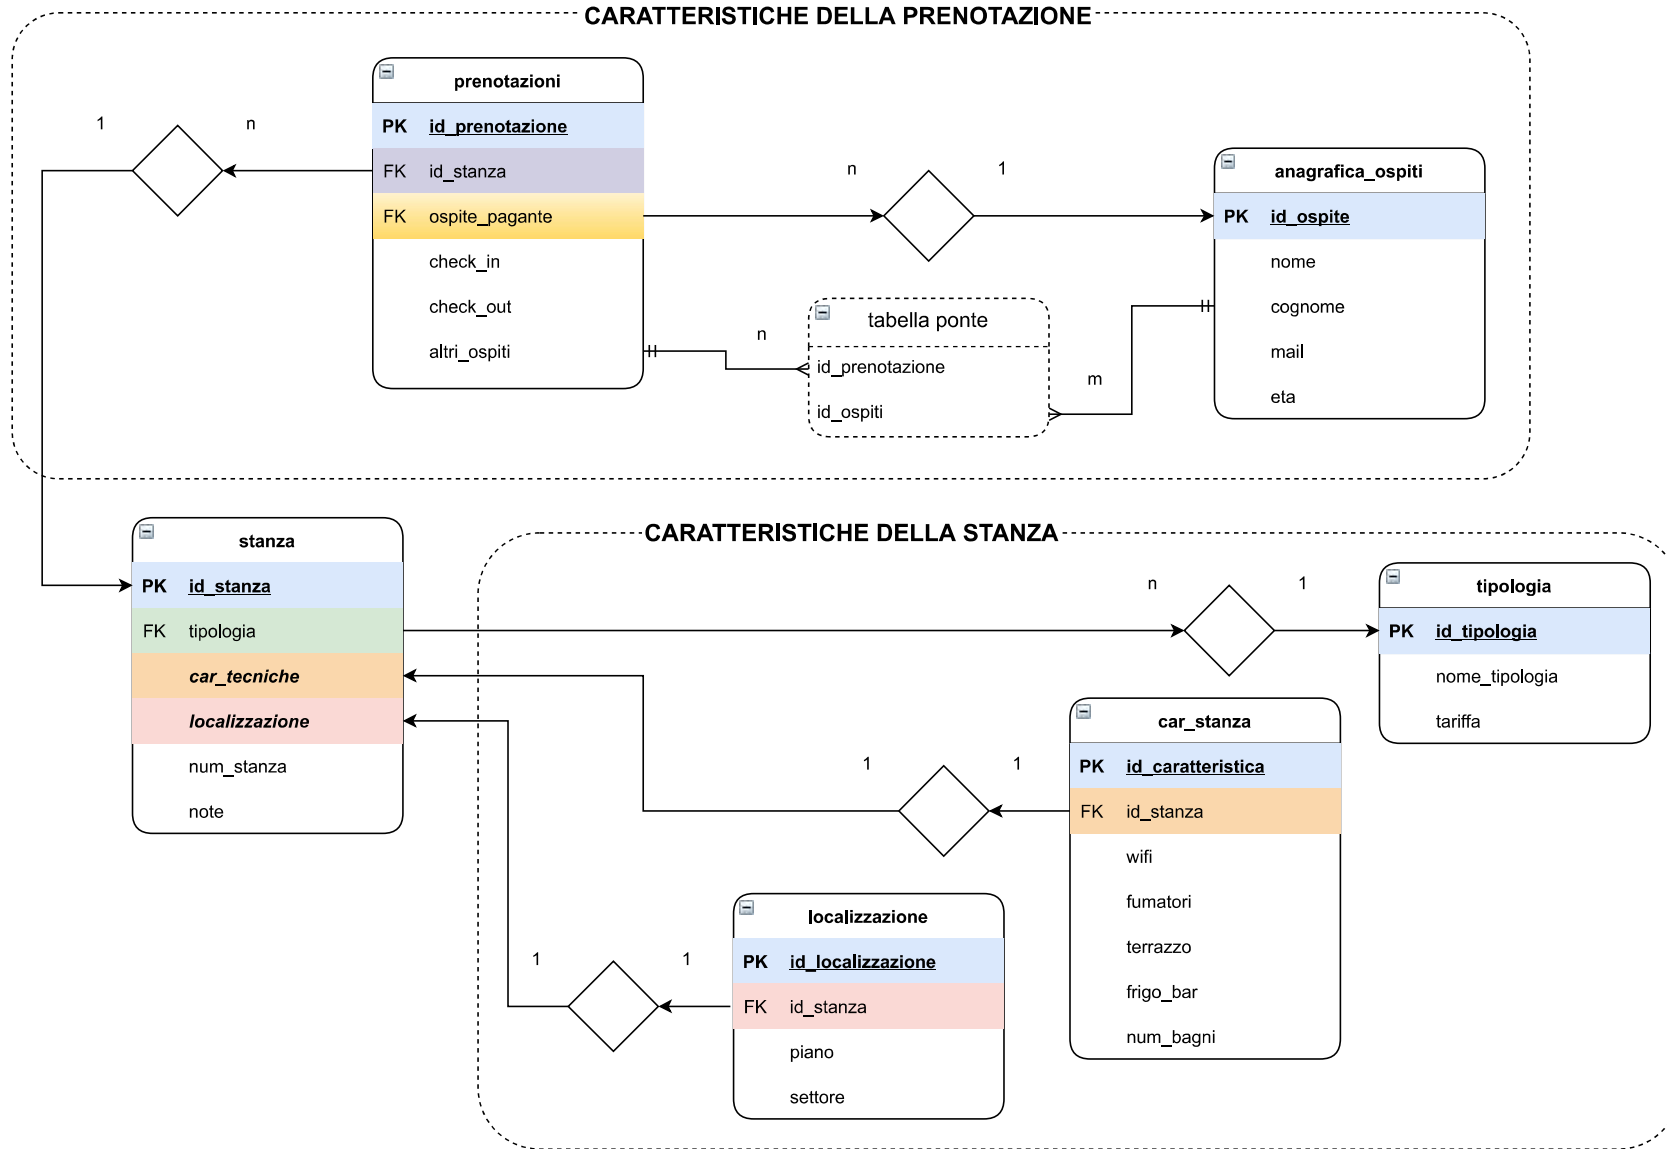 CARATTERISTICHE DELLA PRENOTAZIONE
prenotazioni
PK id_prenotazione
FK id_stanza
FK ospite_pagante
check_in
check_out
altri_ospiti
1
n
n
1
anagrafica_ospiti
PK id_ospite
nome
cognome
mail
eta
tabella ponte
id_prenotazione
id_ospiti
n
m
stanza
PK id_stanza
FK tipologia
car_tecniche
localizzazione
num_stanza
note
CARATTERISTICHE DELLA STANZA
n
1
tipologia
PK id_tipologia
nome_tipologia
tariffa
car_stanza
PK id_caratteristica
FK id_stanza
wifi
fumatori
terrazzo
frigo_bar
num_bagni
1
1
localizzazione
PK id_localizzazione
FK id_stanza
piano
settore
1
1